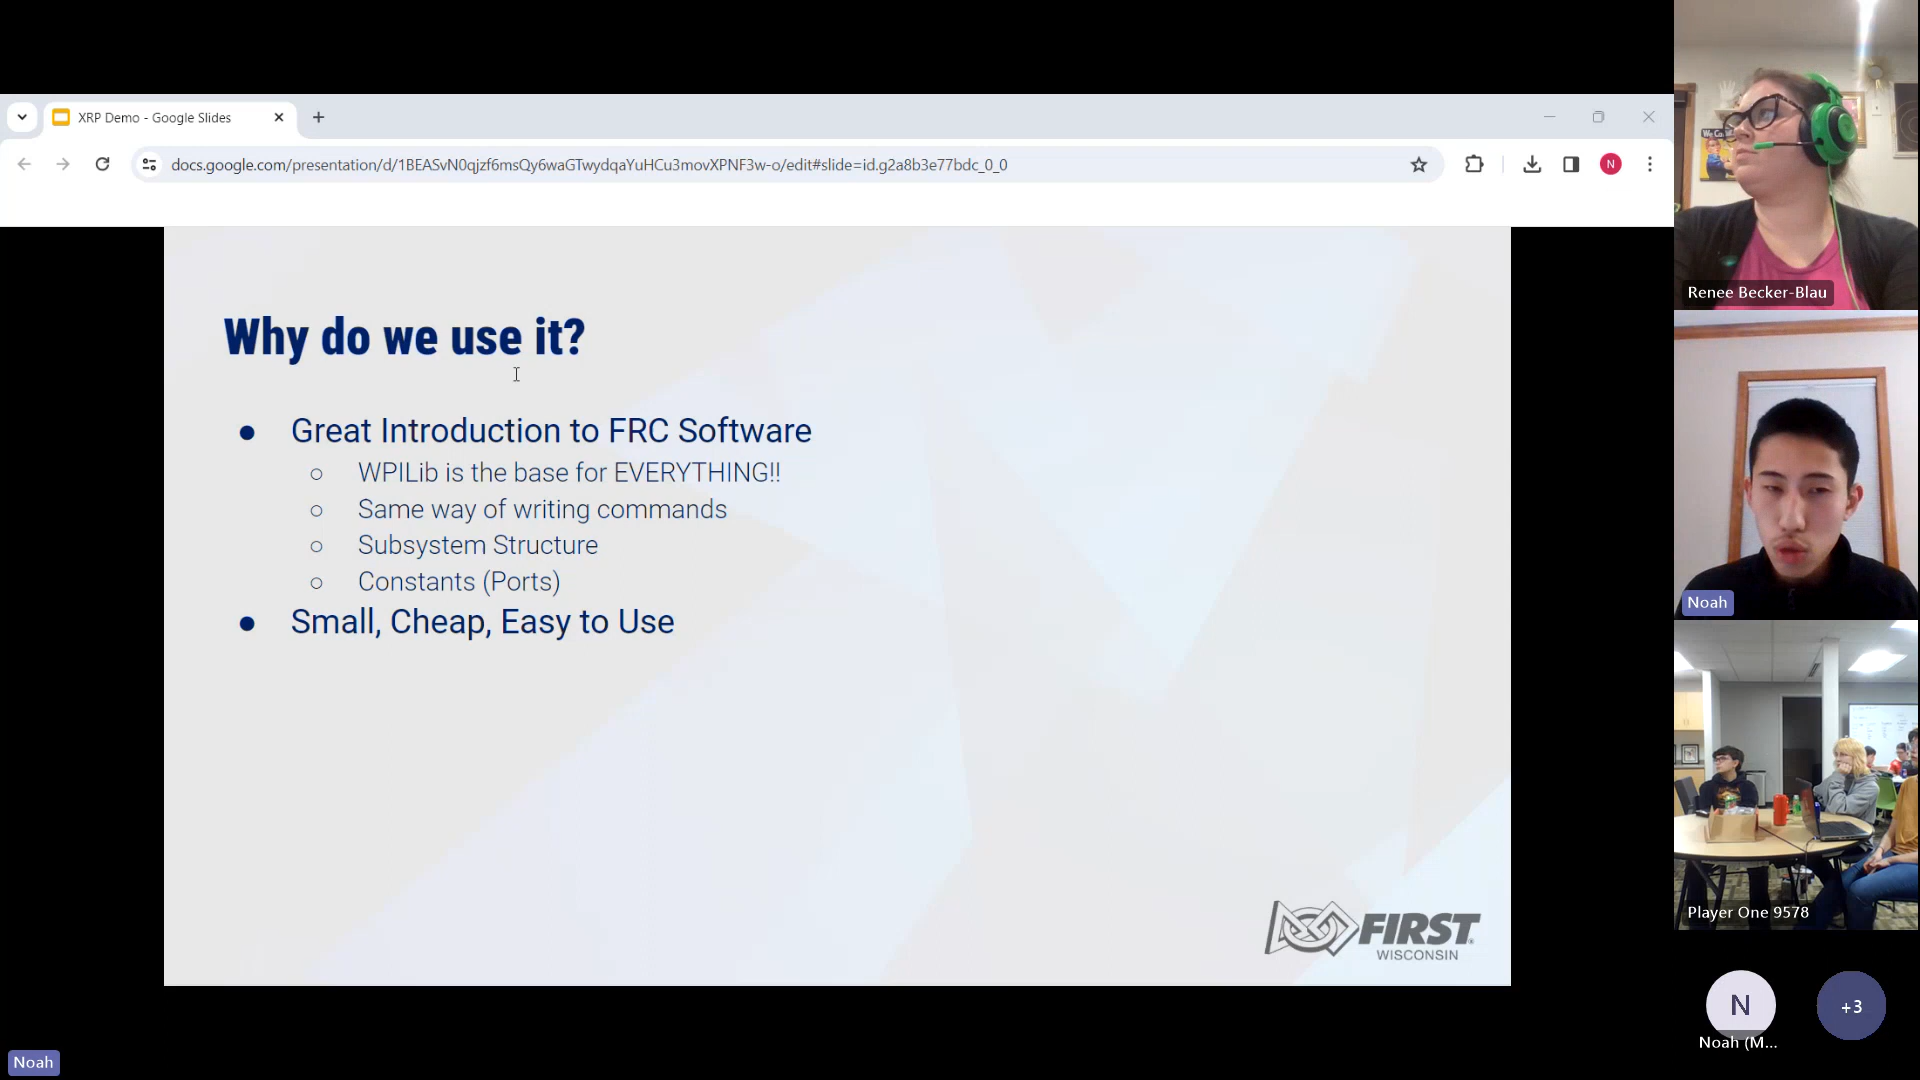 XRP Demo - Google Slides
docs.google.com/presentation/d/1BEASvN0qjzf6msQy6waGTwydqaYuHCu3movXPNF3w-o/edit#slide=id.g2a8b3e77bdc_0_0
N
Why do we use it?
Great Introduction to FRC Software
WPILib is the base for EVERYTHING!!
Same way of writing commands
Subsystem Structure
Constants (Ports)
Small, Cheap, Easy to Use
FIRST
WISCONSIN
Noah
We Ca
Renee Becker-Blau
Noah
Player One 9578
N
+3
Noah (M...